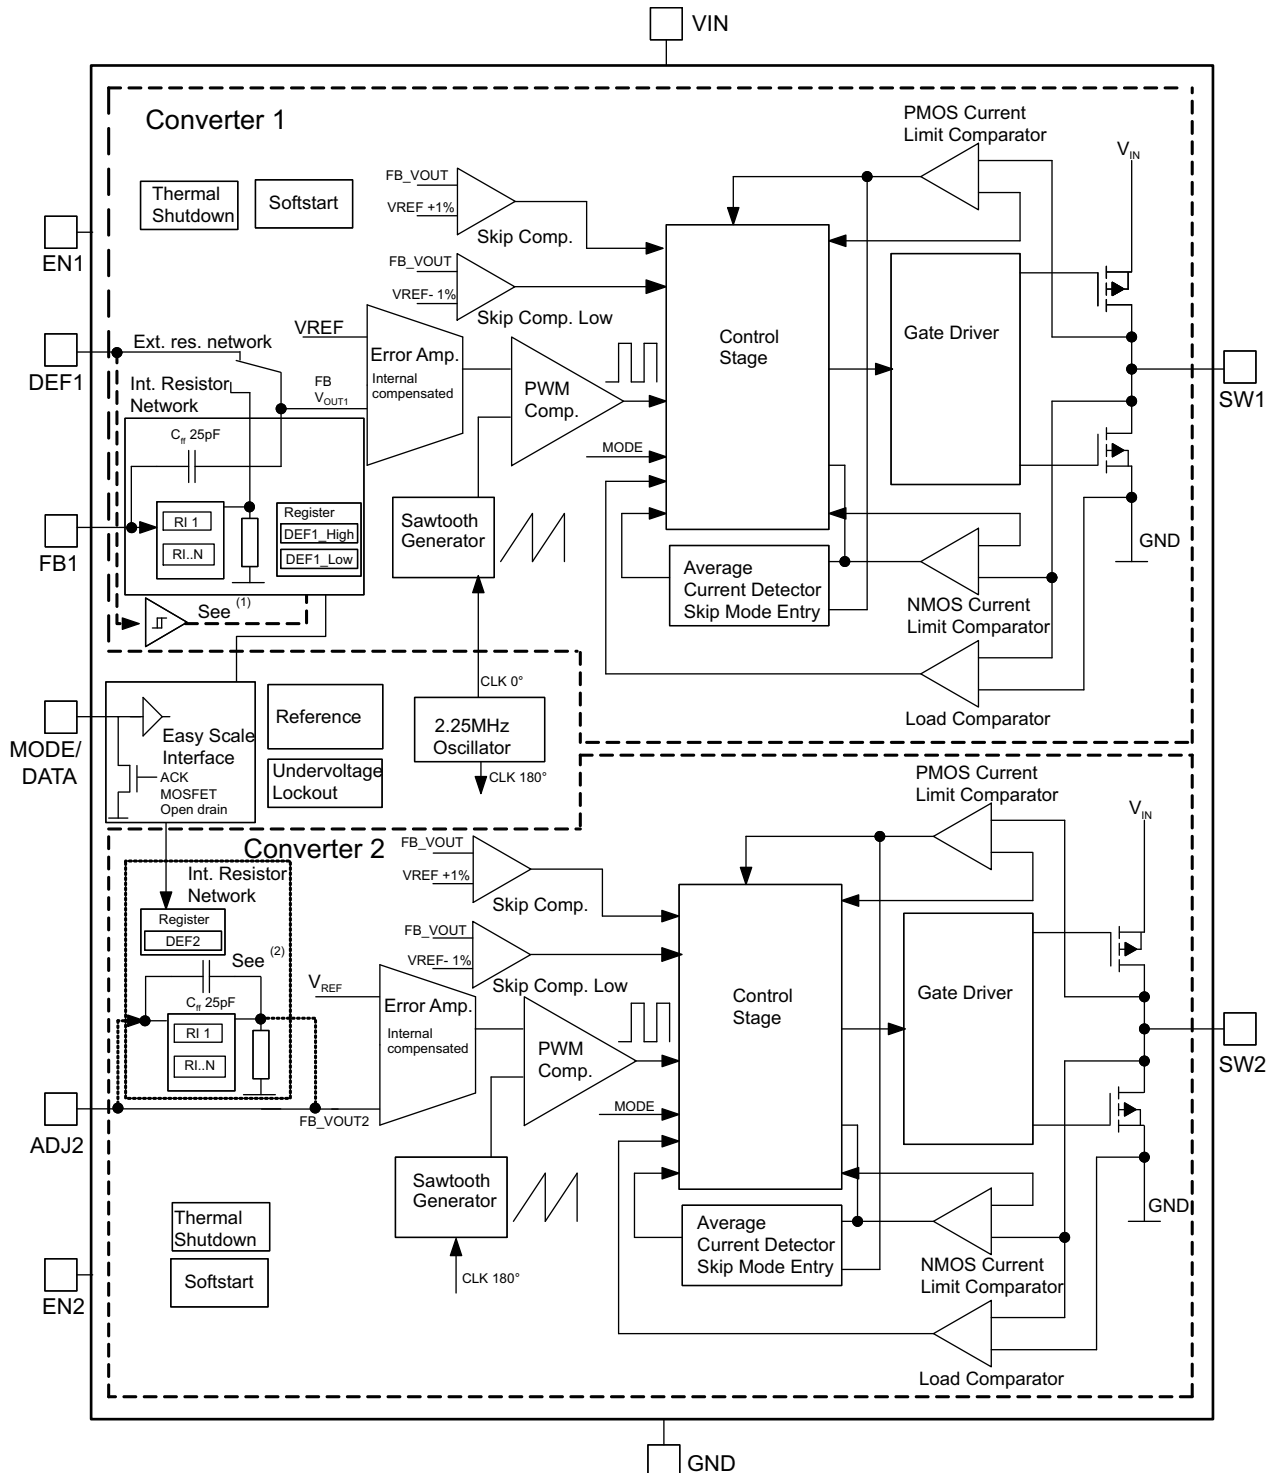 VIN
Converter 1
PMOS Current
Limit Comparator
VIN
Thermal
Shutdown
Softstart
FB_VOUT
VREF +1%
Skip Comp.
EN1
FB_VOUT
VREF- 1%
Skip Comp. Low
Control
Stage
Gate Driver
VREF
Ext. res. network
DEF1
Error Amp.
Internal
compensated
Int. Resistor
Network
FB
VOUT1
PWM
Comp.
SW1
Cff 25pF
MODE
RI 1
RI..N
Register
DEF1_High
DEF1_Low
FB1
Sawtooth
Generator
GND
Average
Current Detector
Skip Mode Entry
NMOS Current
Limit Comparator
See (1)
CLK 0°
Load Comparator
MODE/
DATA
Easy Scale
Interface
ACK
MOSFET
Open drain
Reference
Undervoltage
Lockout
2.25MHz
Oscillator
CLK 180°
PMOS Current
Limit Comparator
VIN
Converter 2
FB_VOUT
VREF +1%
Skip Comp.
Int. Resistor
Network
Register
DEF2
FB_VOUT
VREF- 1%
Skip Comp. Low
See (2)
Cff 25pF
VREF
Error Amp.
Internal
compensated
Control
Stage
Gate Driver
RI 1
RI..N
PWM
Comp.
SW2
MODE
ADJ2
FB_VOUT2
Sawtooth
Generator
Thermal
Shutdown
Average
Current Detector
Skip Mode Entry
GND
NMOS Current
Limit Comparator
EN2
Softstart
CLK 180°
Load Comparator
GND